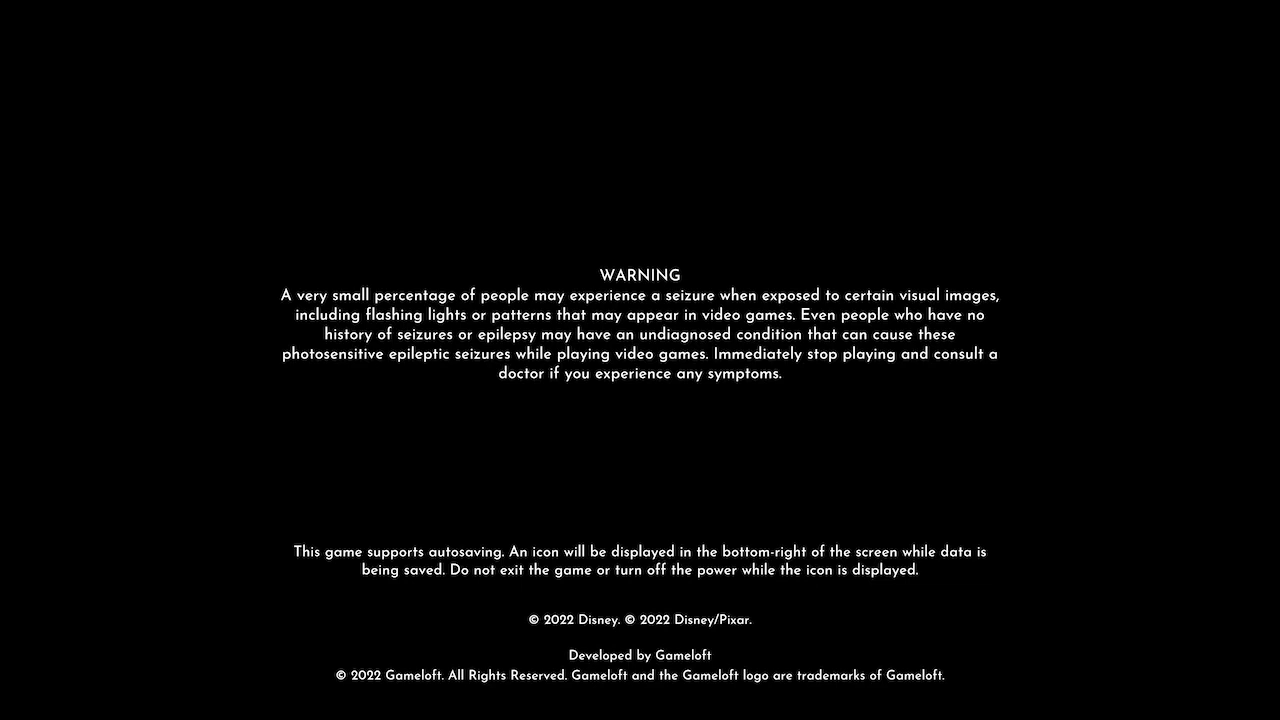 WARNING
A very small percentage of people may experience a seizure when exposed to certain visual images,
including flashing lights or patterns that may appear in video games. Even people who have no
history of seizures or epilepsy may have an undiagnosed condition that can cause these
photosensitive epileptic seizures while playing video games. Immediately stop playing and consult a
doctor if you experience any symptoms.
This game supports autosaving. An icon will be displayed in the bottom-right of the screen while data is
being saved. Do not exit the game or turn off the power while the icon is displayed.
© 2022 Disney. © 2022 Disney/Pixar.
Developed by Gameloft
© 2022 Gameloft. All Rights Reserved. Gameloft and the Gameloft logo are trademarks of Gameloft.